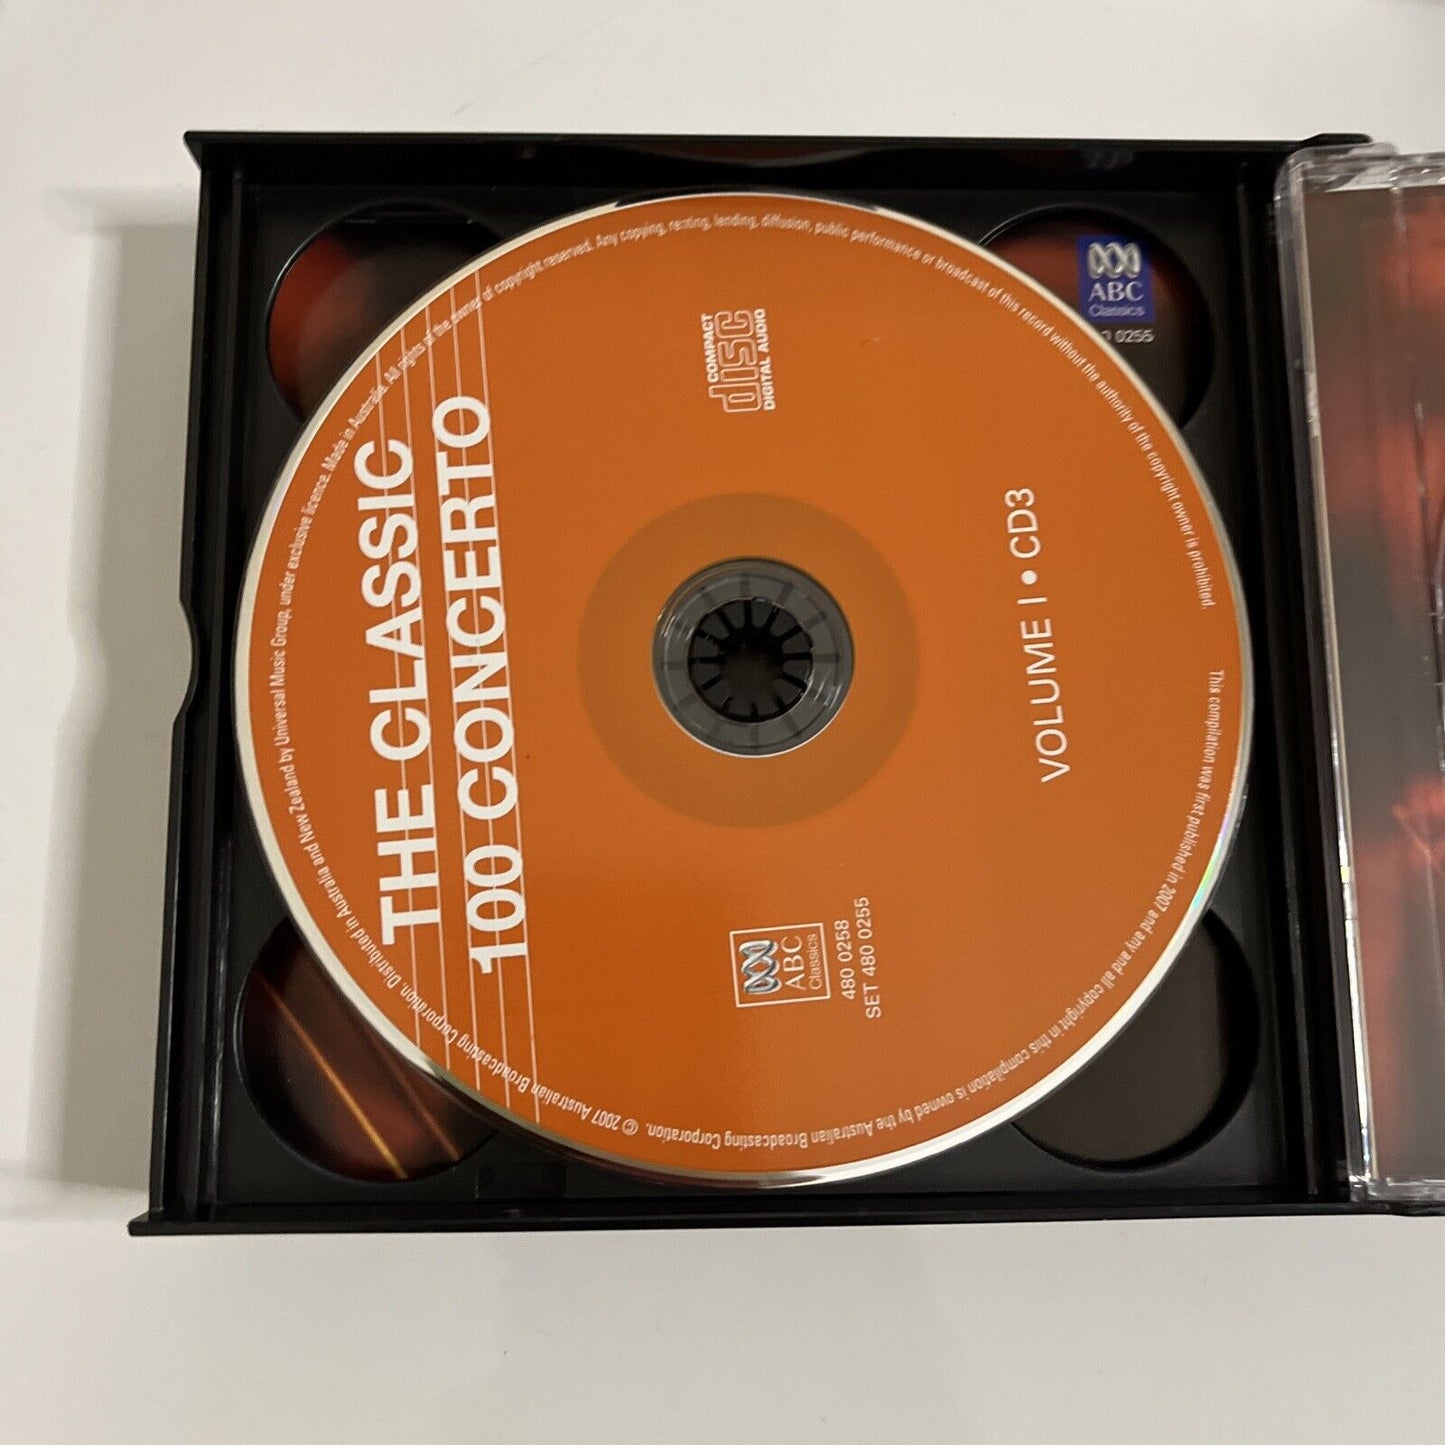 THE CLASSIC
100 CONCERTO
COMPACT
disc
DIGITAL AUDIO
VOLUME I • CD3
ABC
Classics
480 0258
SET 480 0255
All rights of the owner of copyright reserved. Any copying, renting, lending, diffusion, public performance or broadcast of this record without the authority of the copyright owner is prohibited.
This compilation was first published in 2007 and any and all copyright in this compilation is owned by the Australian Broadcasting Corporation.
℗ 2007 Australian Broadcasting Corporation. Distributed in Australia and New Zealand by Universal Music Group, under exclusive licence. Made in Australia.
ABC
Classics
0255